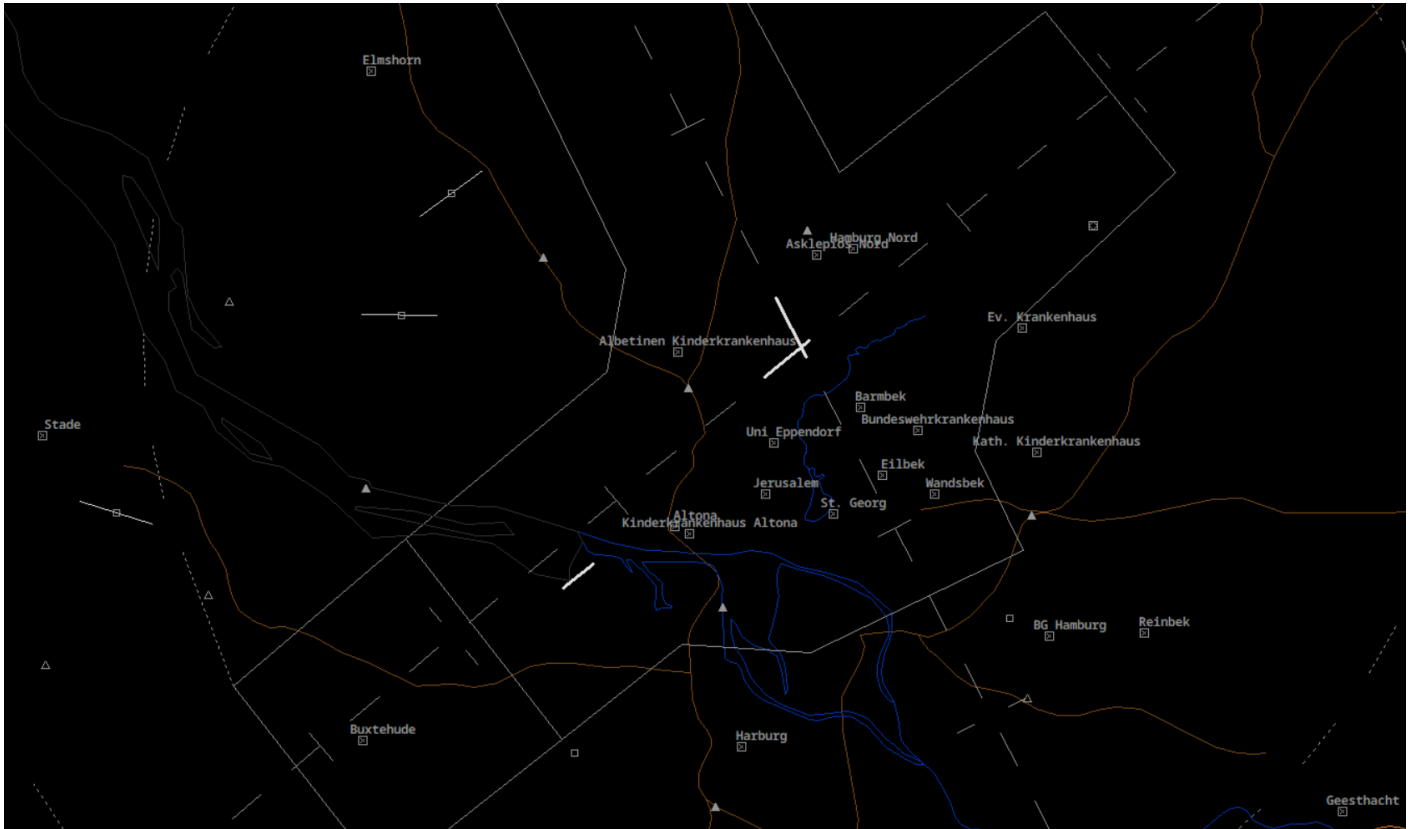 Elmshorn
Hamburg Nord
Asklepios Nord
Ev. Krankenhaus
Albetinen Kinderkrankenhaus
Barmbek
Bundeswehrkrankenhaus
Stade
Uni Eppendorf
Kath. Kinderkrankenhaus
Eilbek
Jerusalem
Wandsbek
St. Georg
Altona
Kinderkrankenhaus Altona
BG Hamburg
Reinbek
Buxtehude
Harburg
Geesthacht